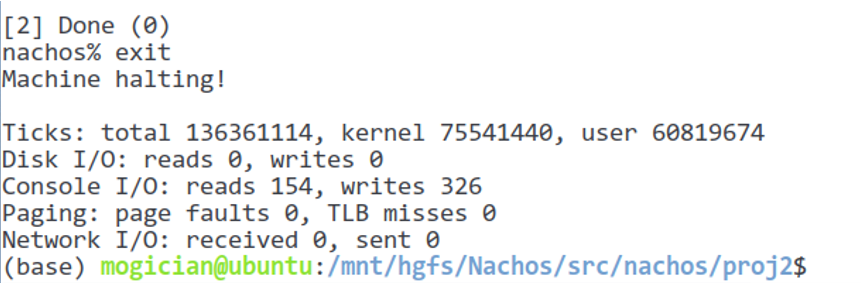 [2] Done (0)
nachos% exit
Machine halting!
Ticks: total 136361114, kernel 75541440, user 60819674
Disk I/O: reads 0, writes 0
Console I/O: reads 154, writes 326
Paging: page faults 0, TLB misses 0
Network I/O: received 0, sent 0
(base) mogician@ubuntu:/mnt/hgfs/Nachos/src/nachos/proj2$